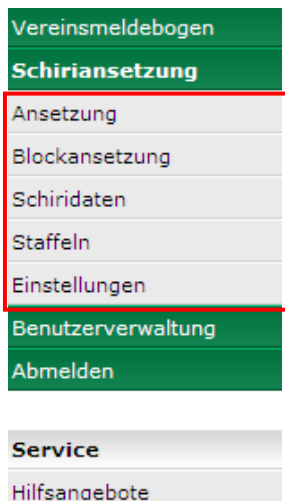 Vereinsmeldebogen
Schiriansetzung
Ansetzung
Blockansetzung
Schiridaten
Staffeln
Einstellungen
Benutzerverwaltung
Abmelden
Service
Hilfsangebote